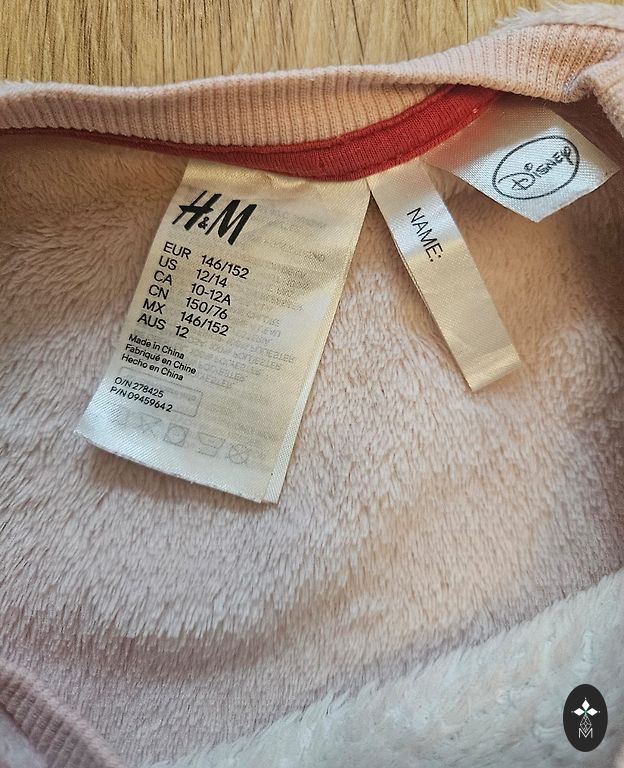 H&M
EUR 146/152
US 12/14
CA 10-12A
CN 150/76
MX 146/152
AUS 12
Made in China
Fabriqué en Chine
Hecho en China
O/N 278425
P/N 0945964 2
NAME:
Disney
M